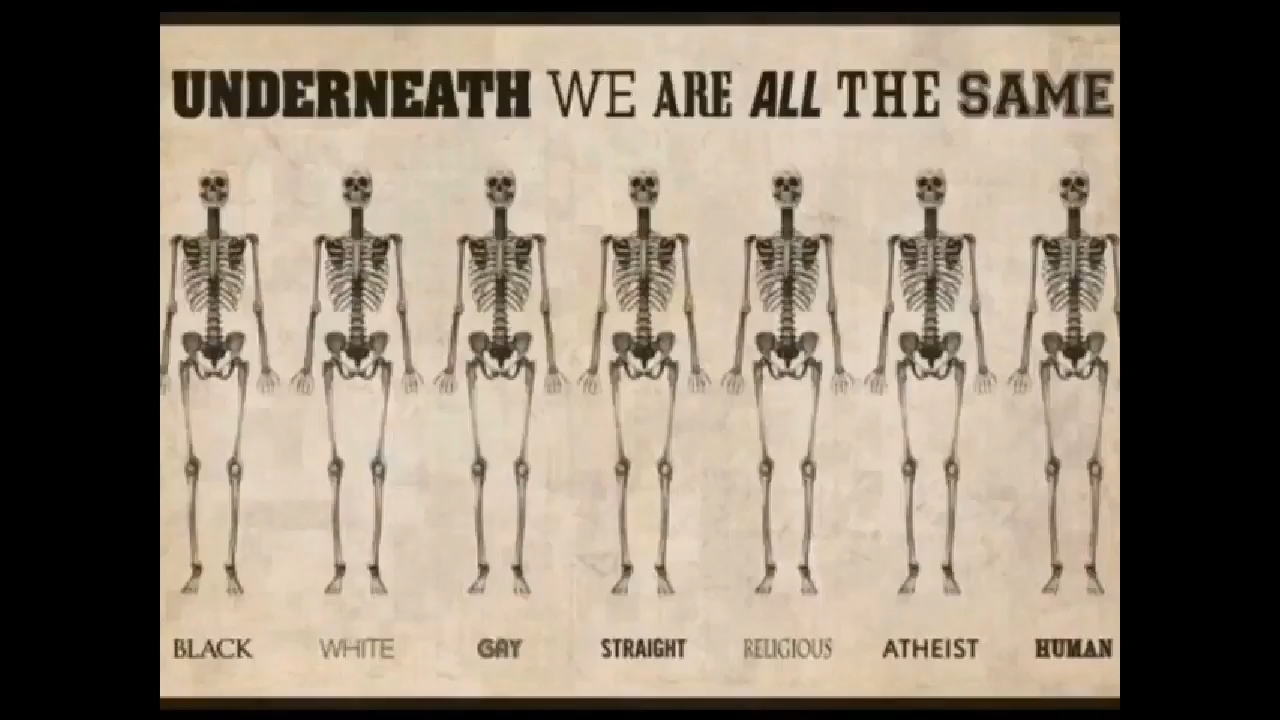 UNDERNEATH WE ARE ALL THE SAME
BLACK WHITE GAY STRAIGHT RELIGIOUS ATHEIST HUMAN